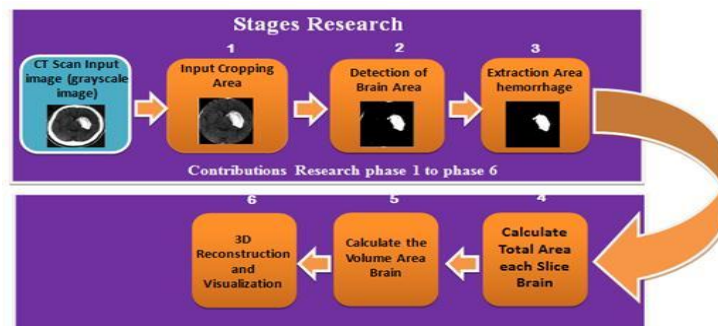 Stages Research
1
2
3
CT Scan Input
image (grayscale
image)
Input Cropping
Area
Detection of
Brain Area
Extraction Area
hemorrhage
Contributions Research phase 1 to phase 6
6
5
4
3D
Reconstruction
and
Visualization
Calculate the
Volume Area
Brain
Calculate
Total Area
each Slice
Brain